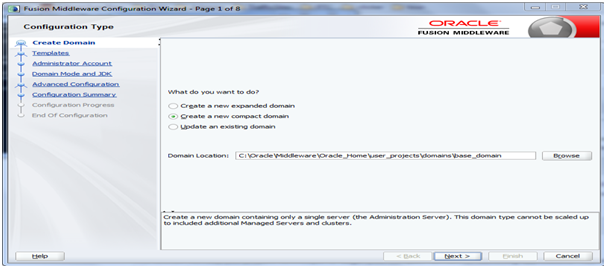 Fusion Middleware Configuration Wizard - Page 1 of 8
Configuration Type
ORACLE
FUSION MIDDLEWARE
Create Domain
Templates
Administrator Account
Domain Mode and JDK
Advanced Configuration
Configuration Summary
Configuration Progress
End Of Configuration
What do you want to do?
Create a new expanded domain
Create a new compact domain
Update an existing domain
Domain Location: C:\Oracle\Middleware\Oracle_Home\user_projects\domains\base_domain Browse
Create a new domain containing only a single server (the Administration Server). This domain type cannot be scaled up
to included additional Managed Servers and clusters.
Help < Back Next > Finish Cancel